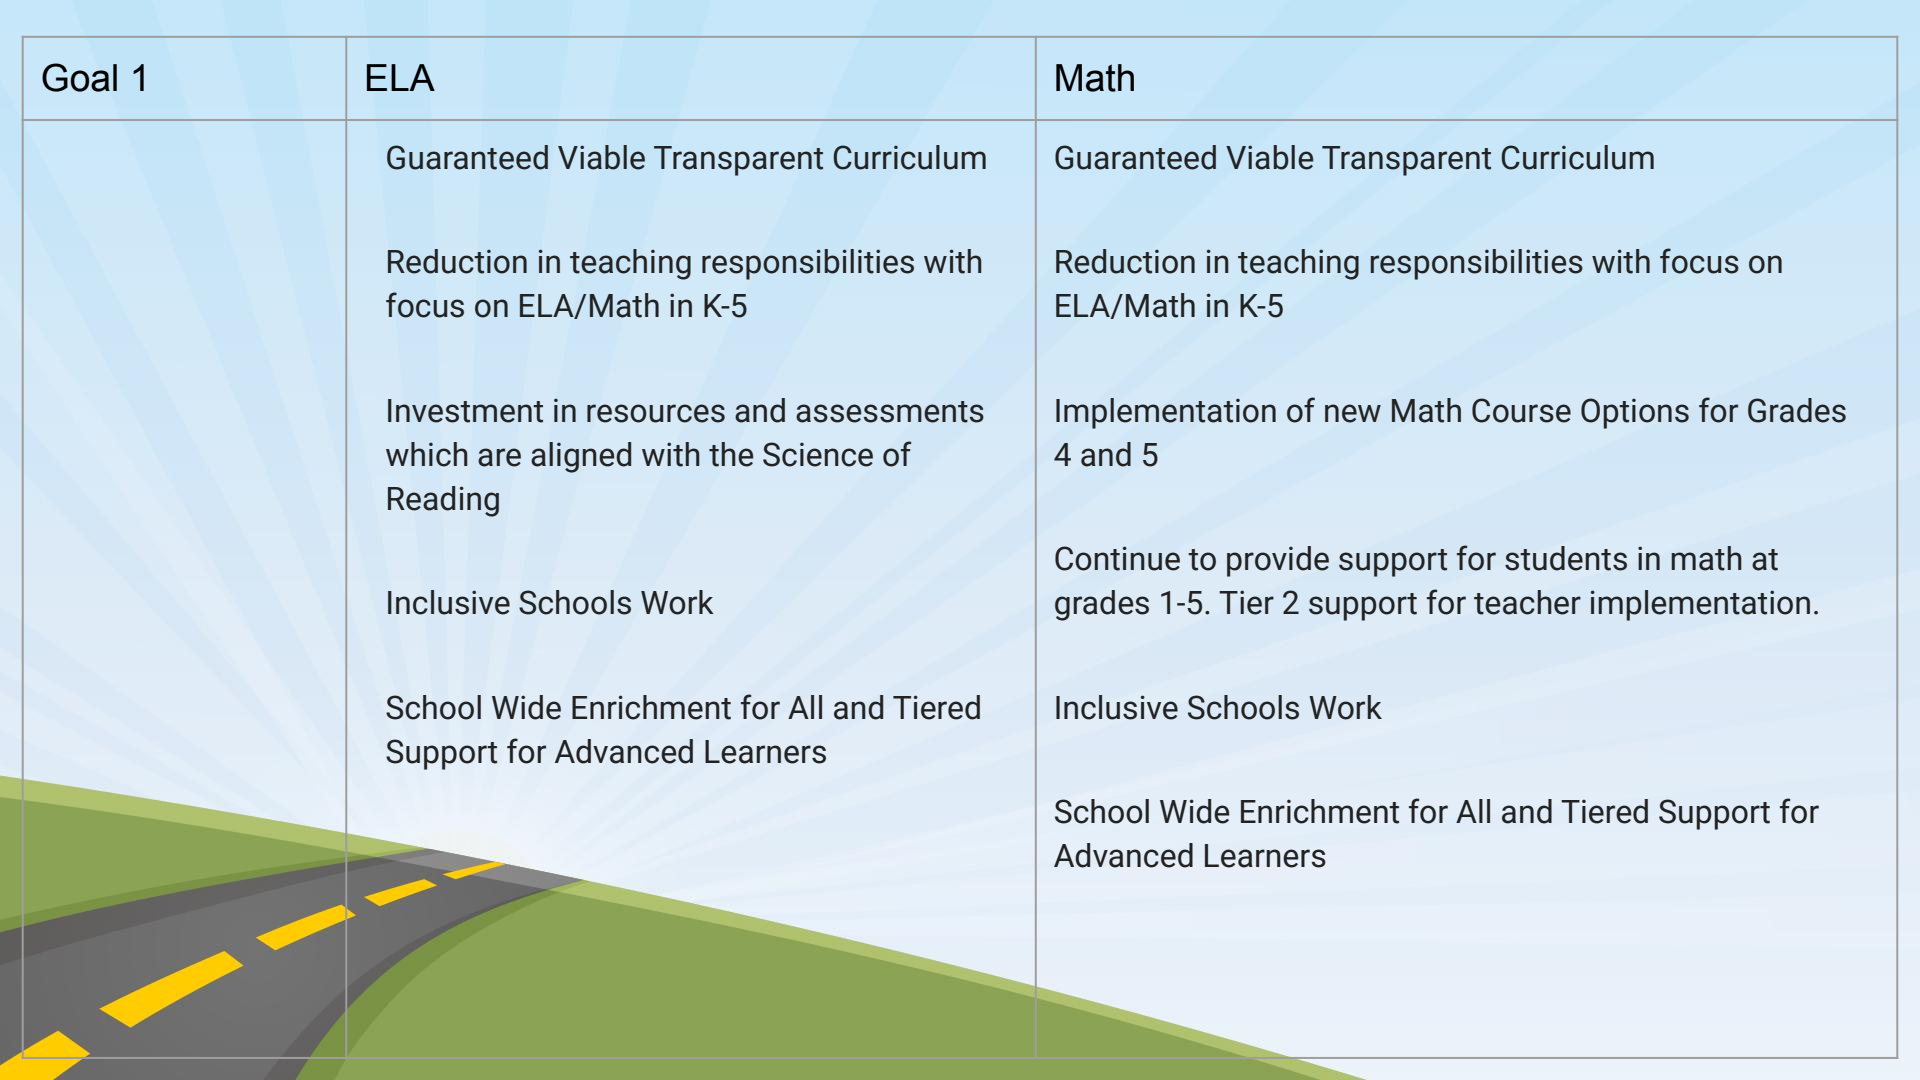 Goal 1
ELA
Math
Guaranteed Viable Transparent Curriculum
Reduction in teaching responsibilities with
focus on ELA/Math in K-5
Investment in resources and assessments
which are aligned with the Science of
Reading
Inclusive Schools Work
School Wide Enrichment for All and Tiered
Support for Advanced Learners
Guaranteed Viable Transparent Curriculum
Reduction in teaching responsibilities with focus on
ELA/Math in K-5
Implementation of new Math Course Options for Grades
4 and 5
Continue to provide support for students in math at
grades 1-5. Tier 2 support for teacher implementation.
Inclusive Schools Work
School Wide Enrichment for All and Tiered Support for
Advanced Learners